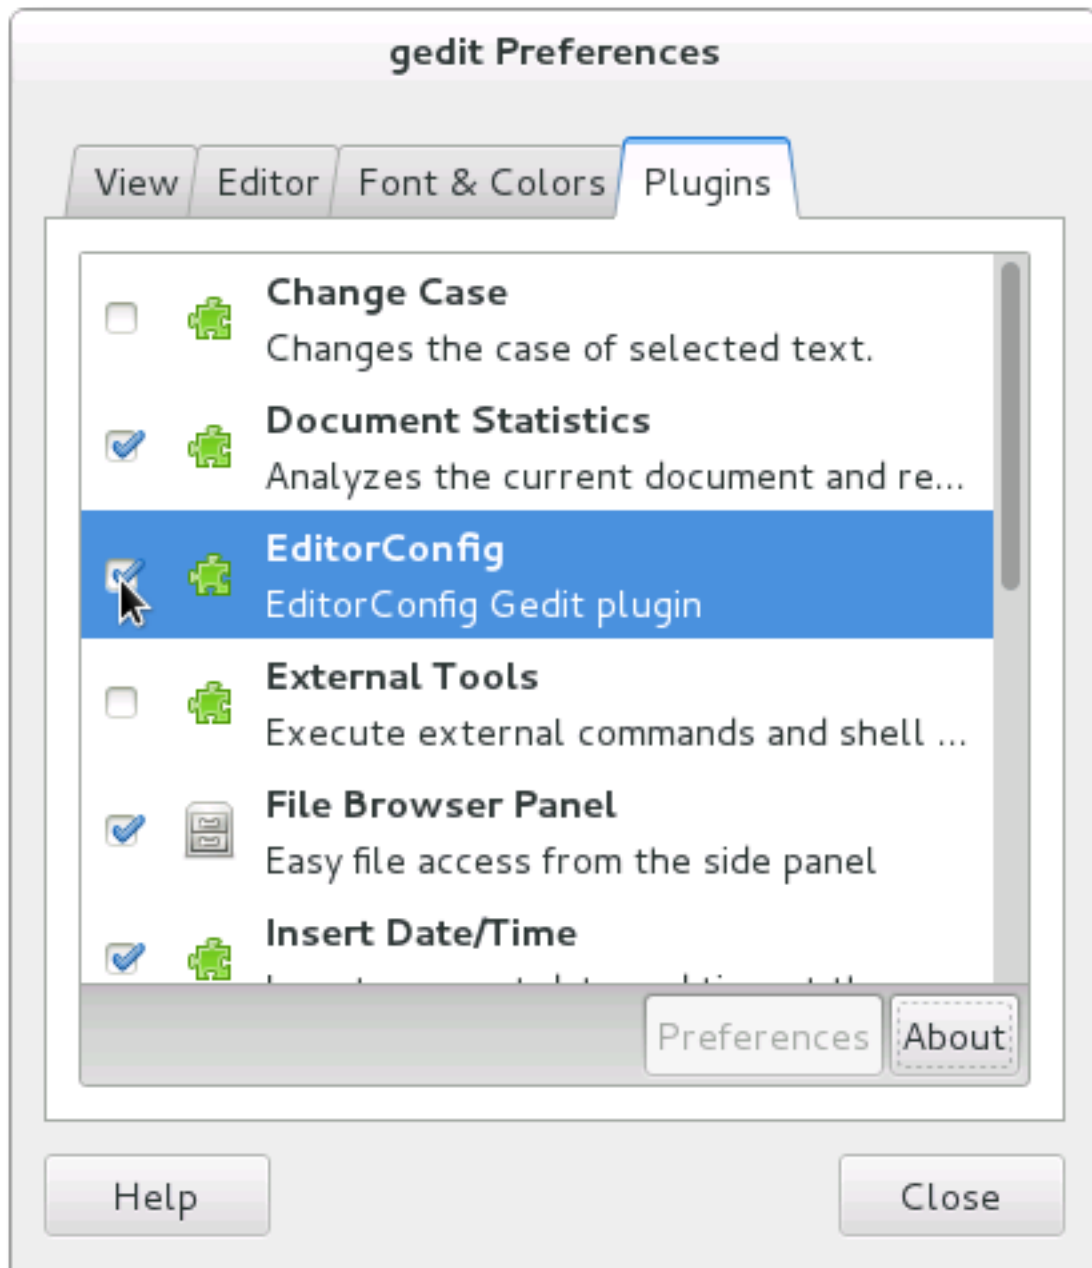 gedit Preferences
View Editor Font & Colors Plugins
Change Case
Changes the case of selected text.
Document Statistics
Analyzes the current document and re...
EditorConfig
EditorConfig Gedit plugin
External Tools
Execute external commands and shell ...
File Browser Panel
Easy file access from the side panel
Insert Date/Time
Preferences About
Help Close